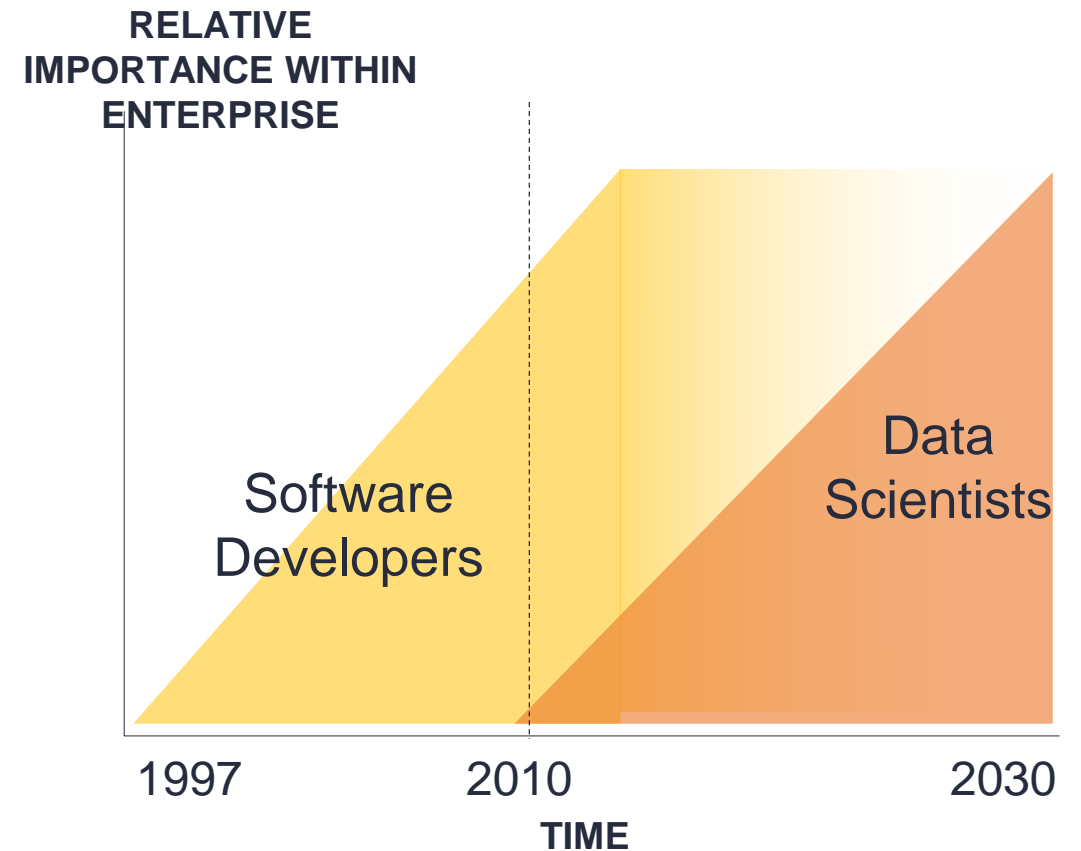 RELATIVE
IMPORTANCE WITHIN
ENTERPRISE
Software
Developers
Data
Scientists
1997
2010
2030
TIME